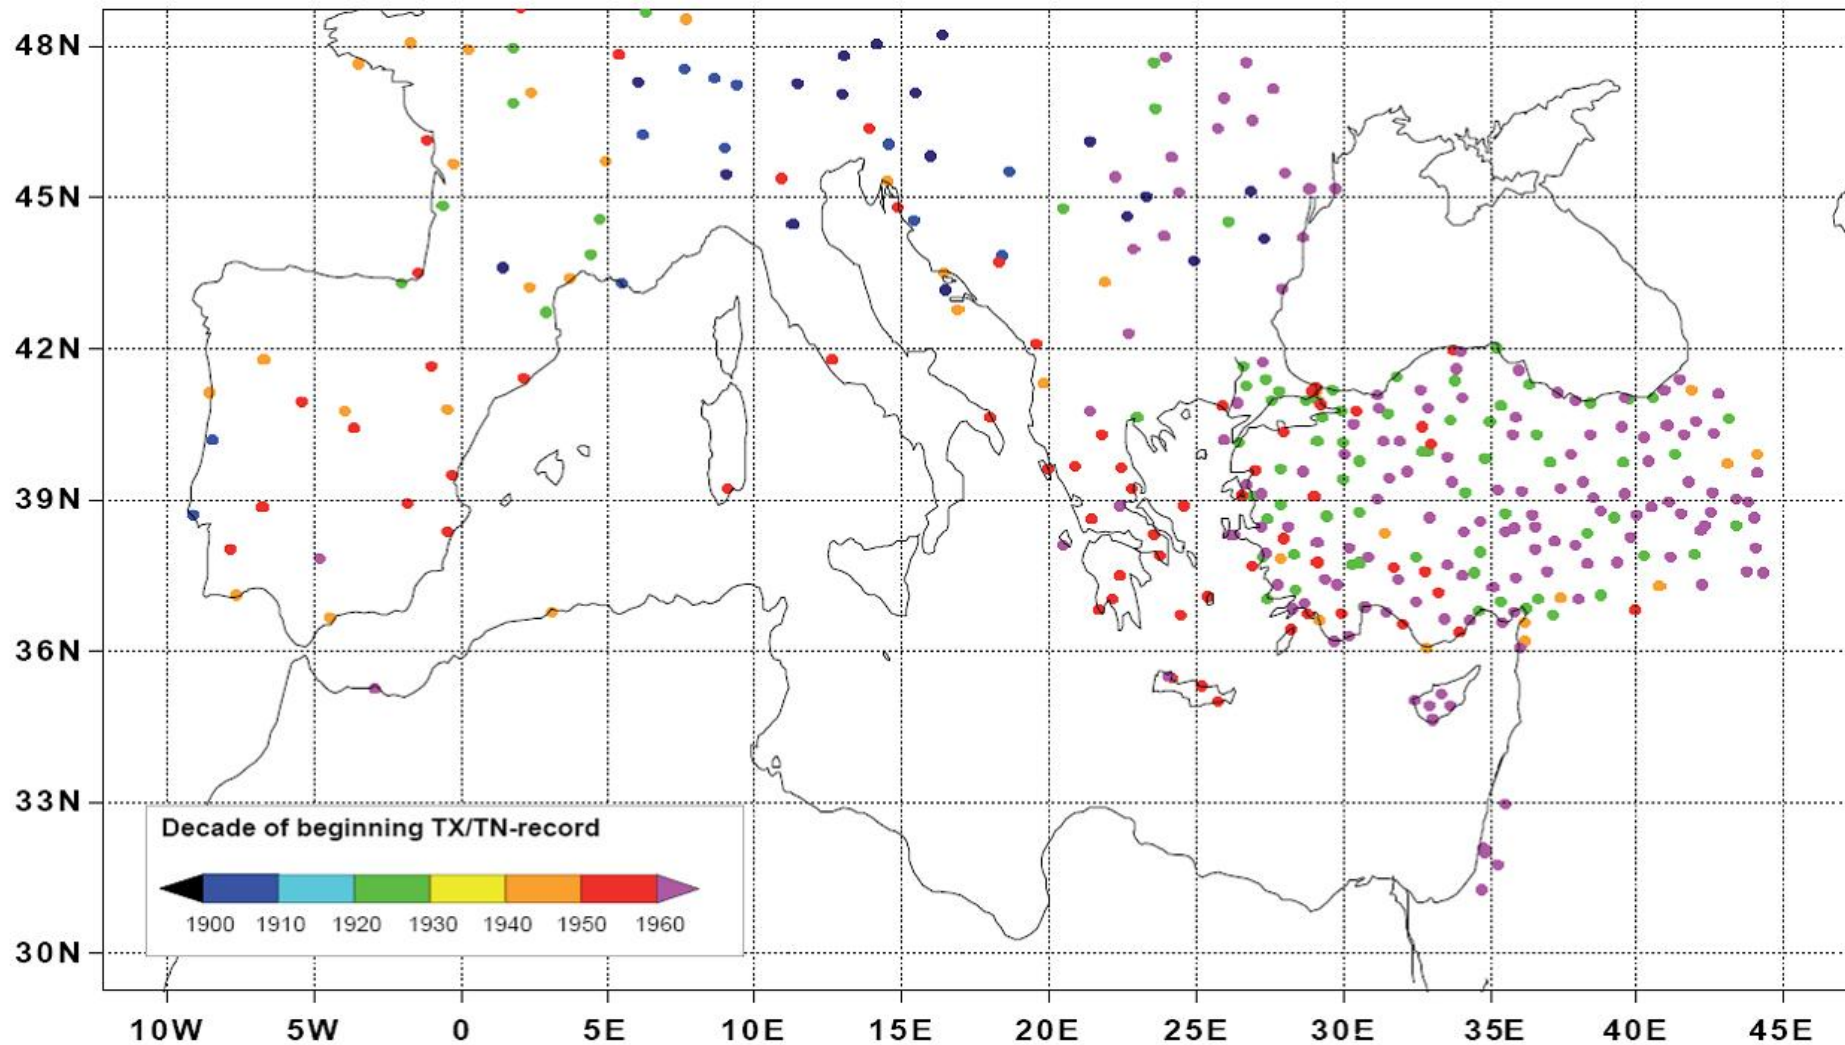 48N
45N
42N
39N
36N
33N
30N
Decade of beginning TX/TN-record
1900 1910 1920 1930 1940 1950 1960
10W 5W 0 5E 10E 15E 20E 25E 30E 35E 40E 45E